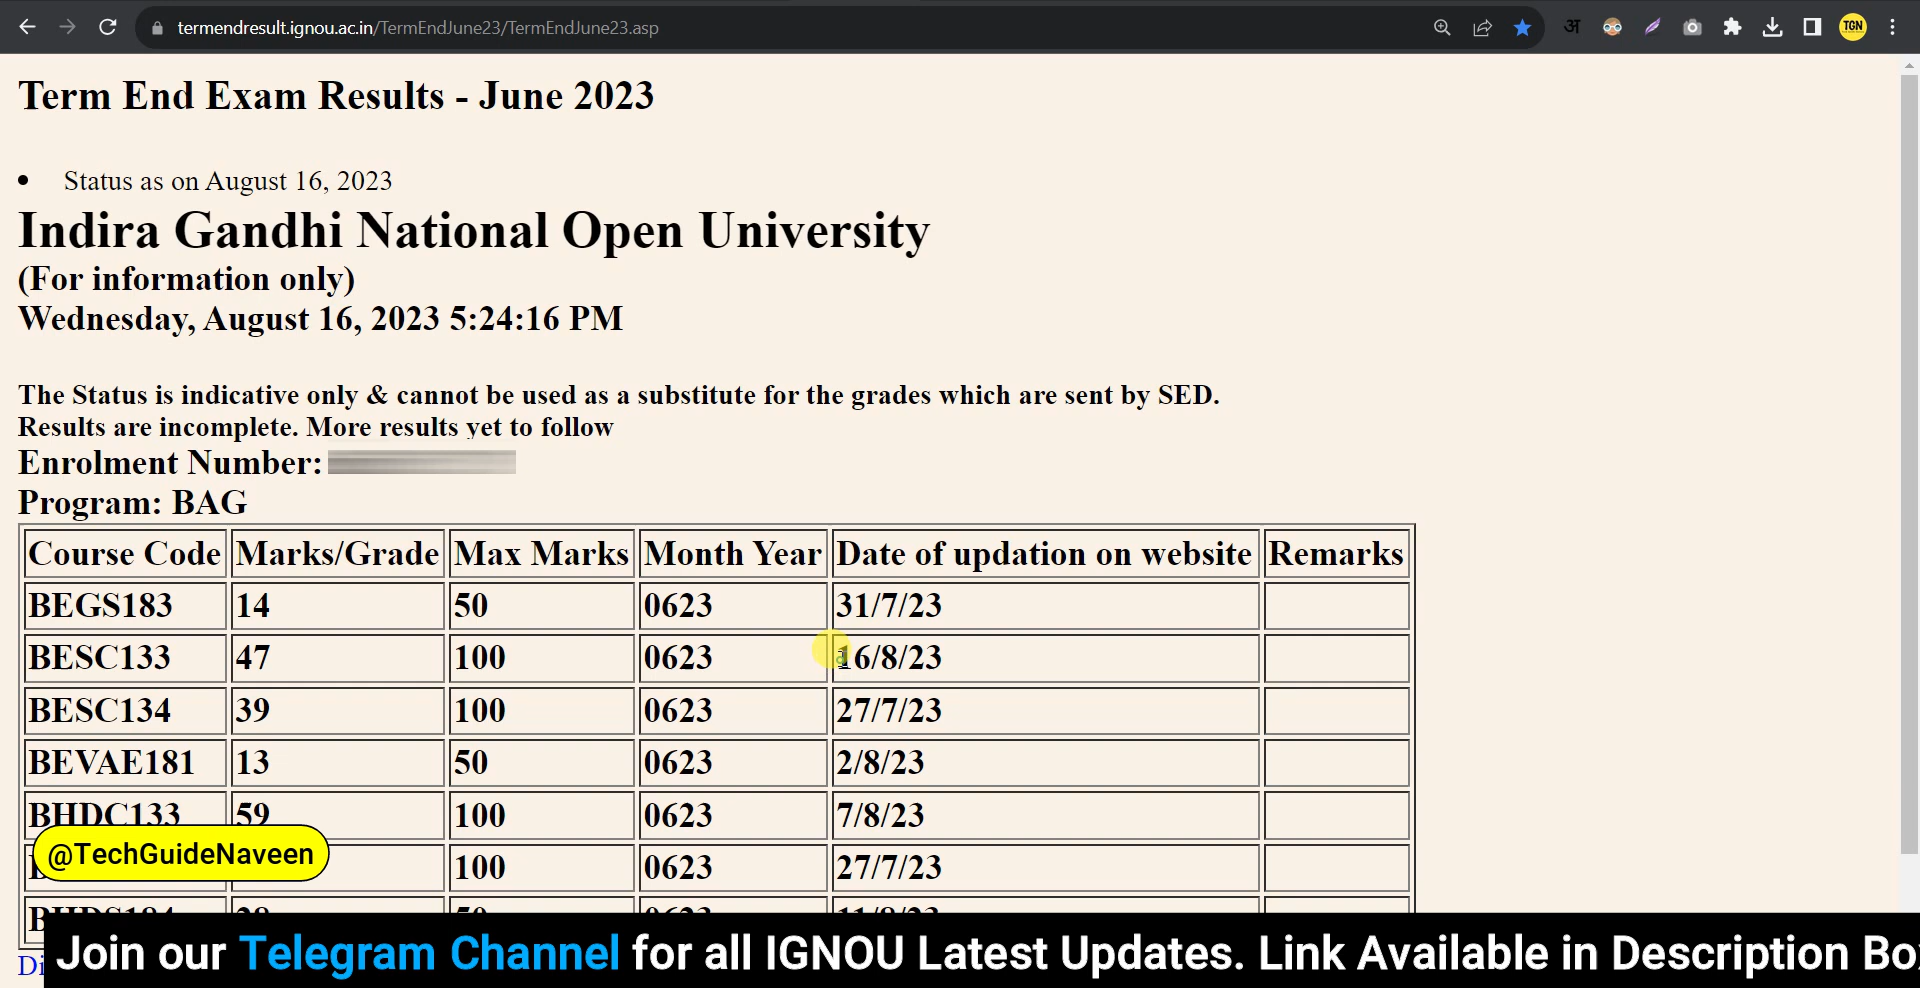 termendresult.ignou.ac.in/TermEndJune23/TermEndJune23.asp
अ
TGN
Term End Exam Results - June 2023
• Status as on August 16, 2023
Indira Gandhi National Open University
(For information only)
Wednesday, August 16, 2023 5:24:16 PM
The Status is indicative only & cannot be used as a substitute for the grades which are sent by SED.
Results are incomplete. More results yet to follow
Enrolment Number:
Program: BAG
Course Code Marks/Grade Max Marks Month Year Date of updation on website Remarks
BEGS183 14 50 0623 31/7/23
BESC133 47 100 0623 16/8/23
BESC134 39 100 0623 27/7/23
BEVAE181 13 50 0623 2/8/23
BHDC133 59 100 0623 7/8/23
@TechGuideNaveen
100 0623 27/7/23
Join our Telegram Channel for all IGNOU Latest Updates. Link Available in Description Bo